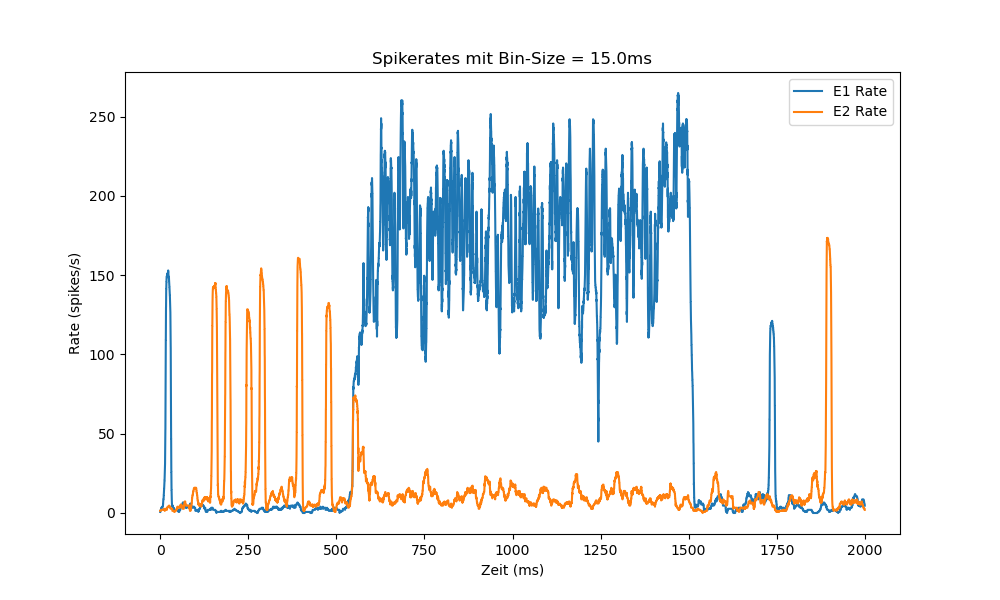 Spikerates mit Bin-Size = 15.0ms
E1 Rate
E2 Rate
Rate (spikes/s)
250
200
150
100
50
0
0 250 500 750 1000 1250 1500 1750 2000
Zeit (ms)